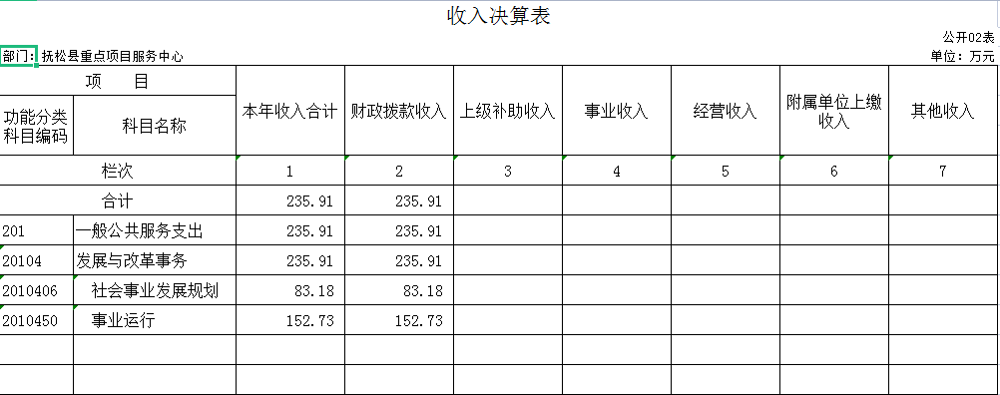 收入决算表
公开02表
部门：抚松县重点项目服务中心 单位：万元
项 目 本年收入合计 财政拨款收入 上级补助收入 事业收入 经营收入 附属单位上缴收入 其他收入
功能分类科目编码 科目名称
栏次 1 2 3 4 5 6 7
合计 235.91 235.91
201 一般公共服务支出 235.91 235.91
20104 发展与改革事务 235.91 235.91
2010406 社会事业发展规划 83.18 83.18
2010450 事业运行 152.73 152.73